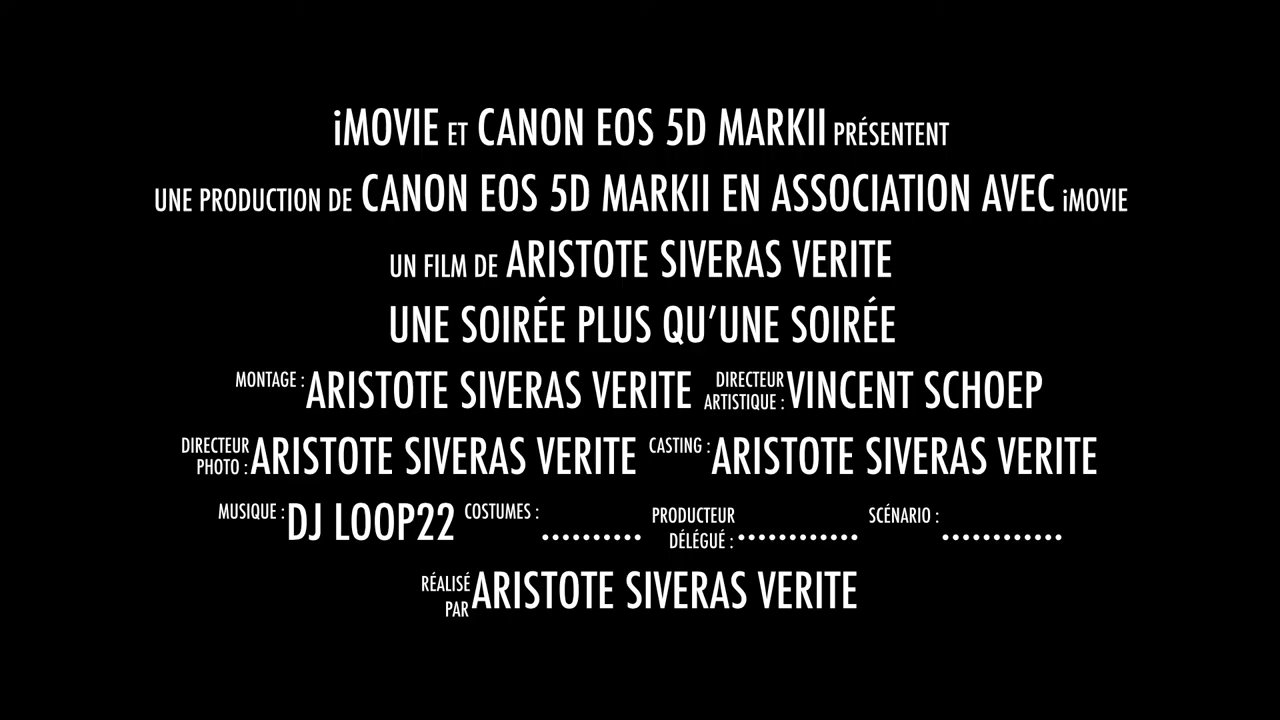 iMOVIE ET CANON EOS 5D MARKII PRÉSENTENT
UNE PRODUCTION DE CANON EOS 5D MARKII EN ASSOCIATION AVEC iMOVIE
UN FILM DE ARISTOTE SIVERAS VERITE
UNE SOIRÉE PLUS QU’UNE SOIRÉE
MONTAGE : ARISTOTE SIVERAS VERITE DIRECTEUR ARTISTIQUE : VINCENT SCHOEP
DIRECTEUR PHOTO : ARISTOTE SIVERAS VERITE CASTING : ARISTOTE SIVERAS VERITE
MUSIQUE : DJ LOOP22 COSTUMES : .......... PRODUCTEUR DÉLÉGUÉ : ............ SCÉNARIO : ............
RÉALISÉ PAR ARISTOTE SIVERAS VERITE